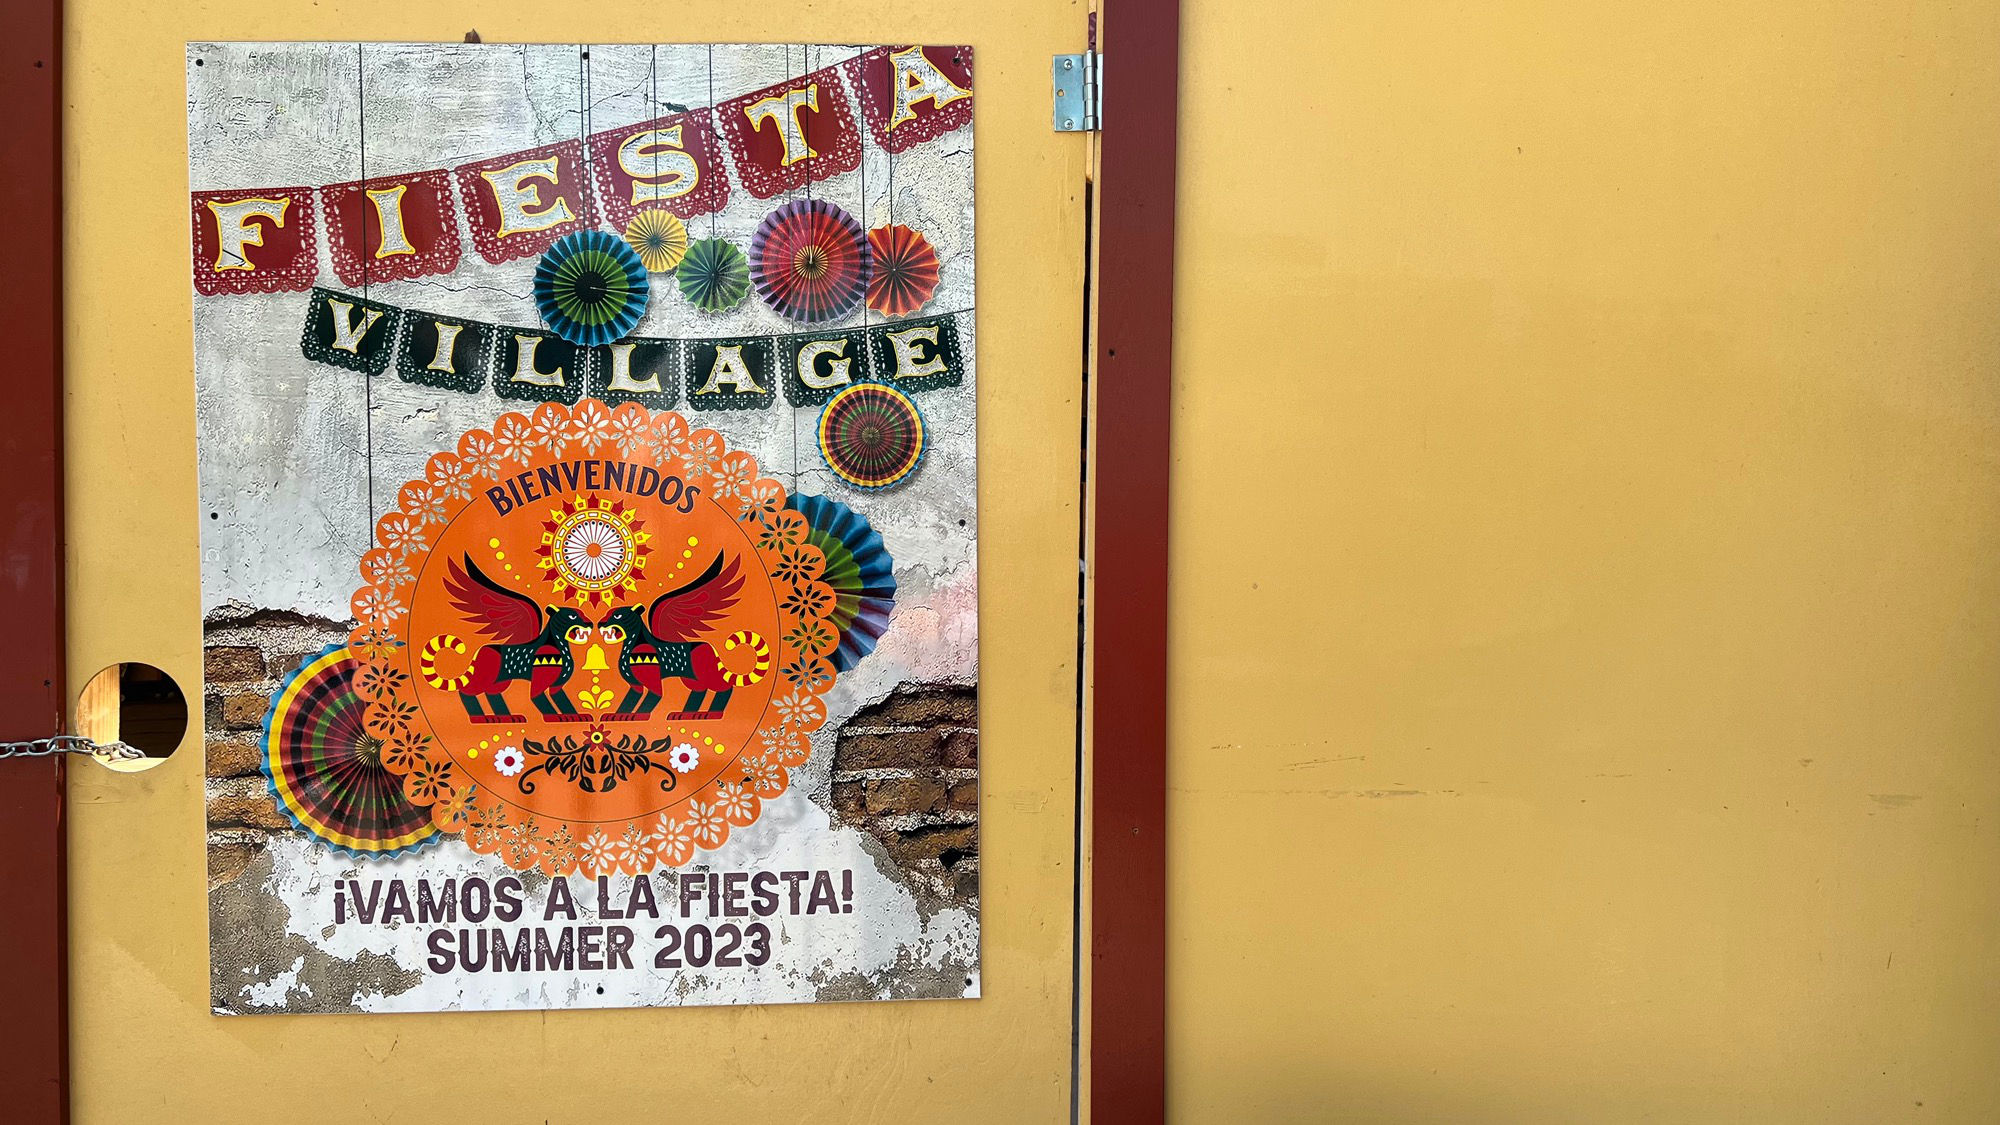 FIESTA
VILLAGE
BIENVENIDOS
¡VAMOS A LA FIESTA!
SUMMER 2023